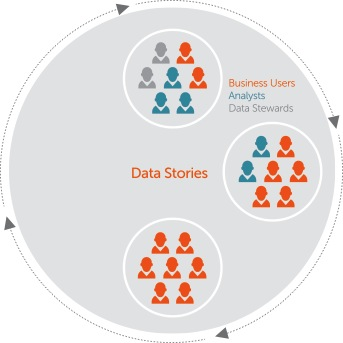 Business Users
Analysts
Data Stewards
Data Stories